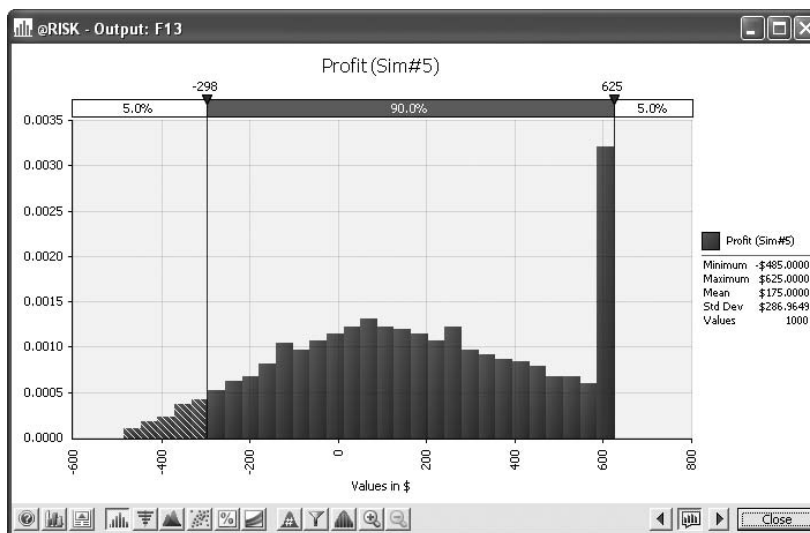 @RISK - Output: F13
Profit (Sim#5)
-298 625
5.0% 90.0% 5.0%
0.0035
0.0030
0.0025
0.0020
0.0015
0.0010
0.0005
0.0000
-600 -400 -200 0 200 400 600 800
Values in $
Profit (Sim#5)
Minimum -$485.0000
Maximum $625.0000
Mean $175.0000
Std Dev $286.9649
Values 1000
Close